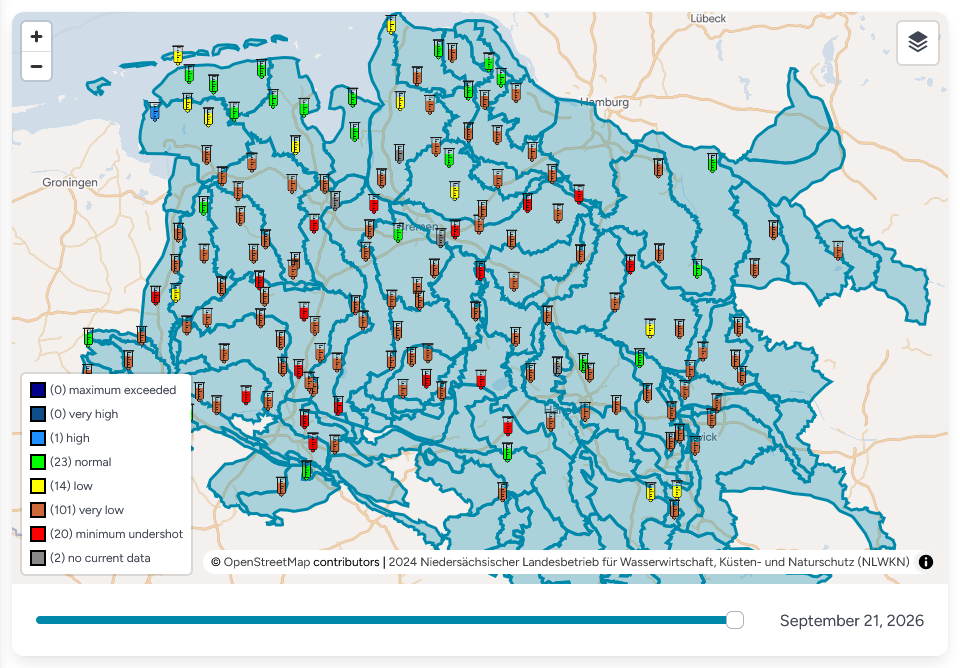 Lübeck
+
−
Hamburg
Groningen
Bremen
(0) maximum exceeded
(0) very high
(1) high
(23) normal
(14) low
(101) very low
(20) minimum undershot
(2) no current data
© OpenStreetMap contributors | 2024 Niedersächsischer Landesbetrieb für Wasserwirtschaft, Küsten- und Naturschutz (NLWKN)
September 21, 2026